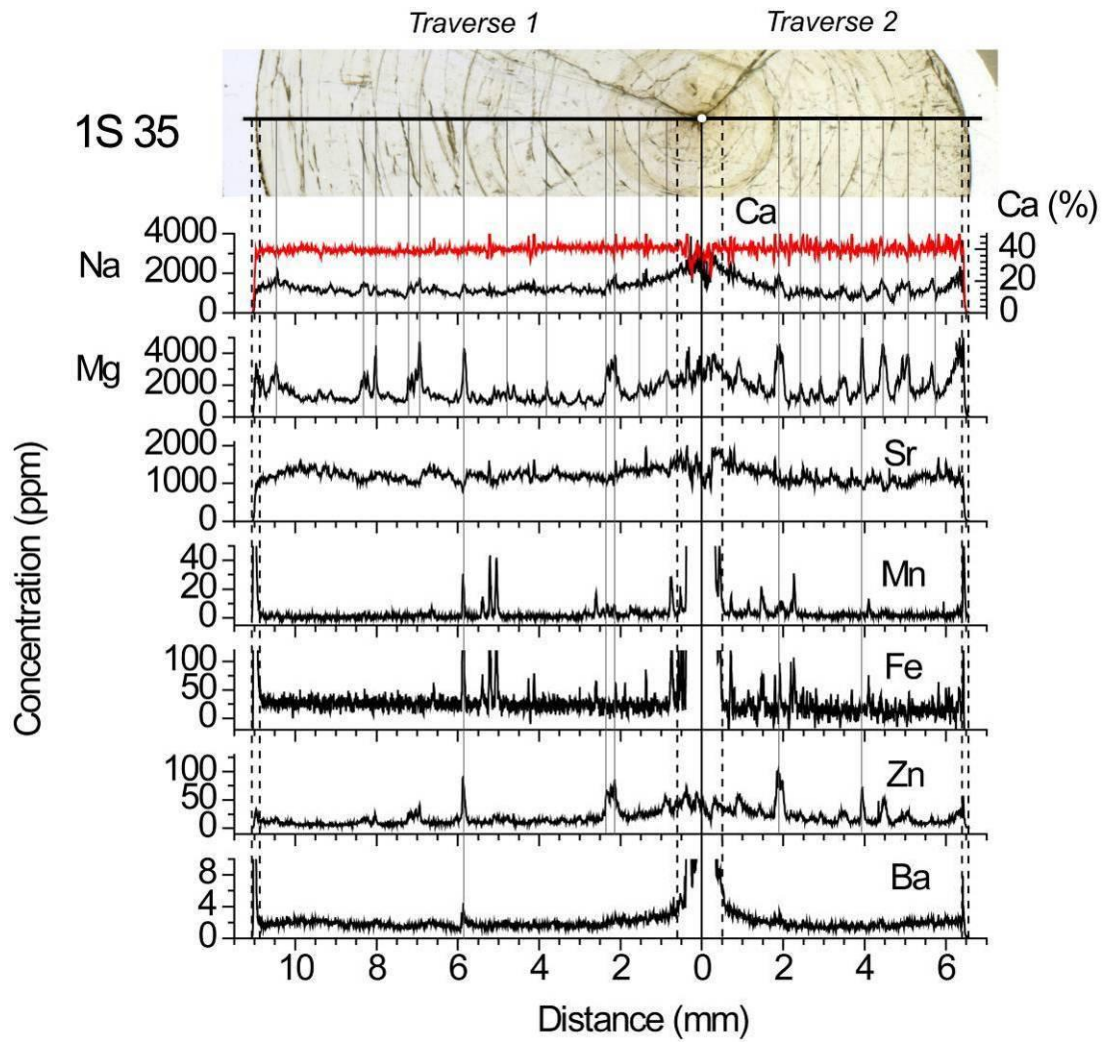 Traverse 1 Traverse 2
1S 35
Ca Ca (%)
Na 4000 2000 0 40 20 0
Mg 4000 2000 0
Sr 2000 1000 0
Mn 40 20 0
Fe 100 50 0
Zn 100 50 0
Ba 8 4 0
10 8 6 4 2 0 2 4 6
Distance (mm)
Concentration (ppm)